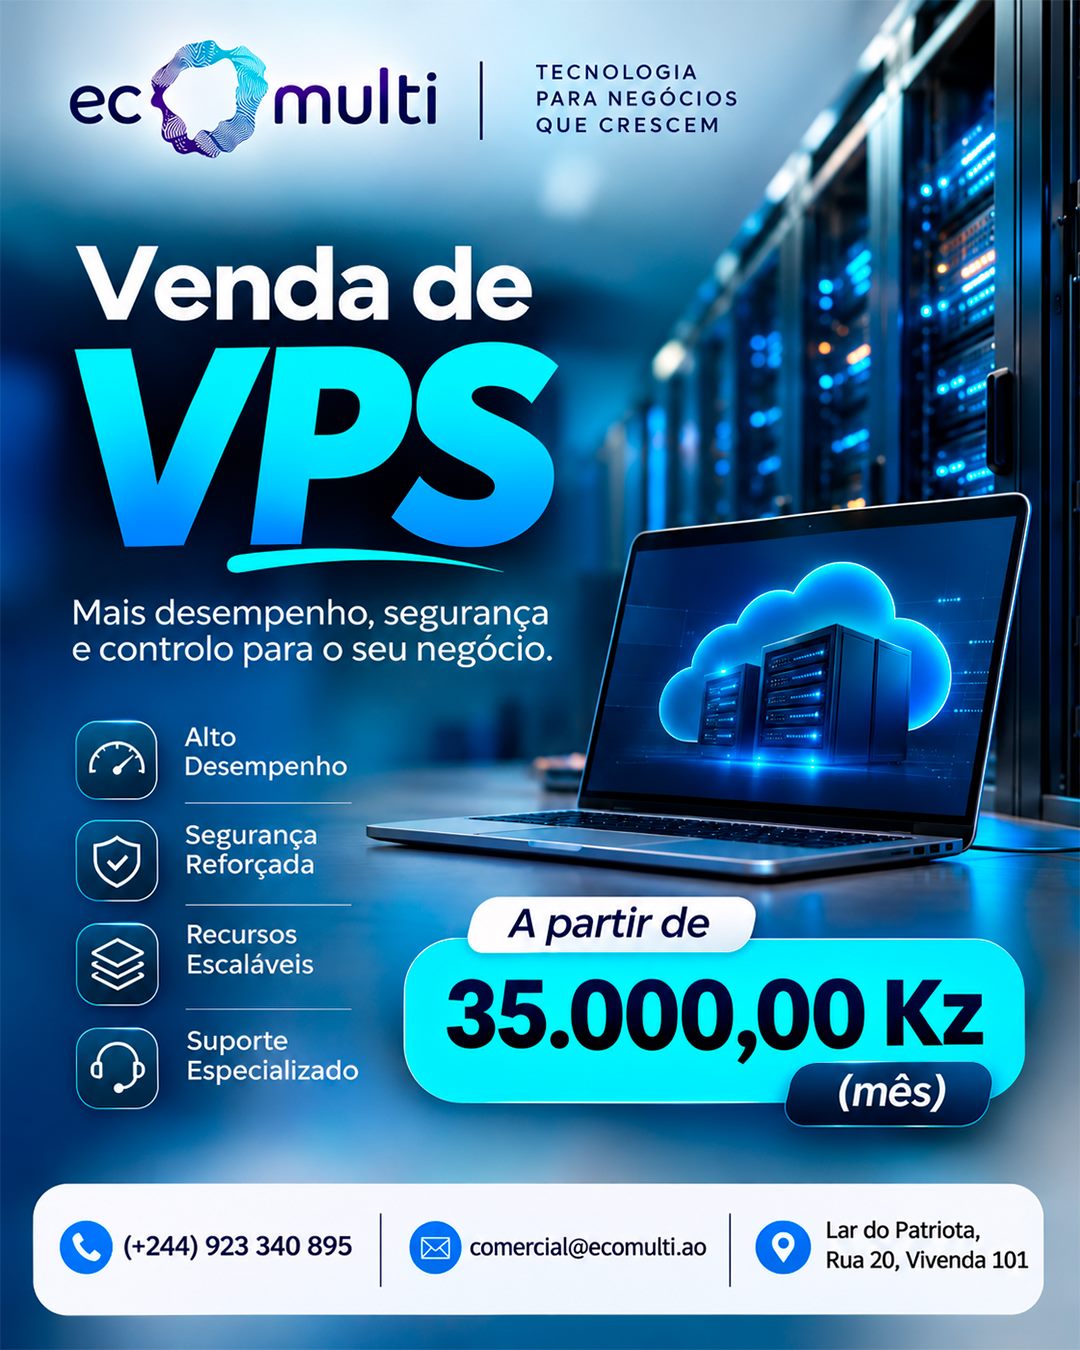 ecomulti
TECNOLOGIA
PARA NEGÓCIOS
QUE CRESCEM
Venda de
VPS
Mais desempenho, segurança
e controlo para o seu negócio.
Alto
Desempenho
Segurança
Reforçada
Recursos
Escaláveis
Suporte
Especializado
A partir de
35.000,00 Kz
(mês)
(+244) 923 340 895
comercial@ecomulti.ao
Lar do Patriota,
Rua 20, Vivenda 101